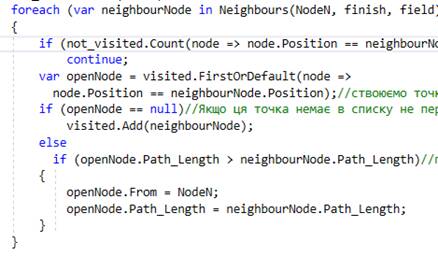 foreach (var neighbourNode in Neighbours(NodeN, finish, field)
{
if (not_visited.Count(node => node.Position == neighbourNo
continue;
var openNode = visited.FirstOrDefault(node =>
node.Position == neighbourNode.Position);//ствоюємо точк
if (openNode == null)//Якщо ця точка немає в списку не пер
visited.Add(neighbourNode);
else
if (openNode.Path_Length > neighbourNode.Path_Length)//п
{
openNode.From = NodeN;
openNode.Path_Length = neighbourNode.Path_Length;
}
}